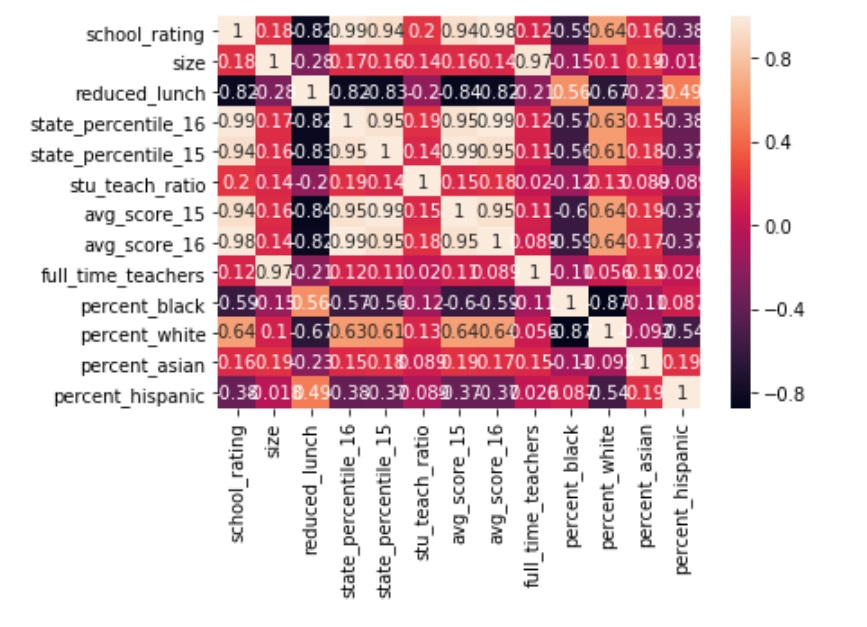 school_rating 1 0.18 -0.82 0.99 0.94 0.2 0.94 0.98 0.12 -0.59 0.64 0.16 -0.38
size 0.18 1 -0.28 0.17 0.16 0.14 0.16 0.14 0.97 -0.15 0.1 0.19 -0.018
reduced_lunch -0.82 -0.28 1 -0.82 -0.83 -0.2 -0.84 -0.82 -0.21 0.56 -0.67 -0.23 0.49
state_percentile_16 0.99 0.17 -0.82 1 0.95 0.19 0.95 0.99 0.12 -0.57 0.63 0.15 -0.38
state_percentile_15 0.94 0.16 -0.83 0.95 1 0.14 0.99 0.95 0.11 -0.56 0.61 0.18 -0.37
stu_teach_ratio 0.2 0.14 -0.2 0.19 0.14 1 0.15 0.18 0.02 -0.12 0.13 0.089 -0.089
avg_score_15 0.94 0.16 -0.84 0.95 0.99 0.15 1 0.95 0.11 -0.6 0.64 0.19 -0.37
avg_score_16 0.98 0.14 -0.82 0.99 0.95 0.18 0.95 1 0.089 -0.59 0.64 0.17 -0.37
full_time_teachers 0.12 0.97 -0.21 0.12 0.11 0.02 0.11 0.089 1 -0.11 0.056 0.15 0.026
percent_black -0.59 -0.15 0.56 -0.57 -0.56 -0.12 -0.6 -0.59 -0.11 1 -0.87 -0.11 0.087
percent_white 0.64 0.1 -0.67 0.63 0.61 0.13 0.64 0.64 0.056 -0.87 1 -0.092 -0.54
percent_asian 0.16 0.19 -0.23 0.15 0.18 0.089 0.19 0.17 0.15 -0.11 -0.092 1 0.19
percent_hispanic -0.38 -0.018 0.49 -0.38 -0.37 -0.089 -0.37 -0.37 0.026 0.087 -0.54 0.19 1
school_rating
size
reduced_lunch
state_percentile_16
state_percentile_15
stu_teach_ratio
avg_score_15
avg_score_16
full_time_teachers
percent_black
percent_white
percent_asian
percent_hispanic
0.8
0.4
0.0
−0.4
−0.8